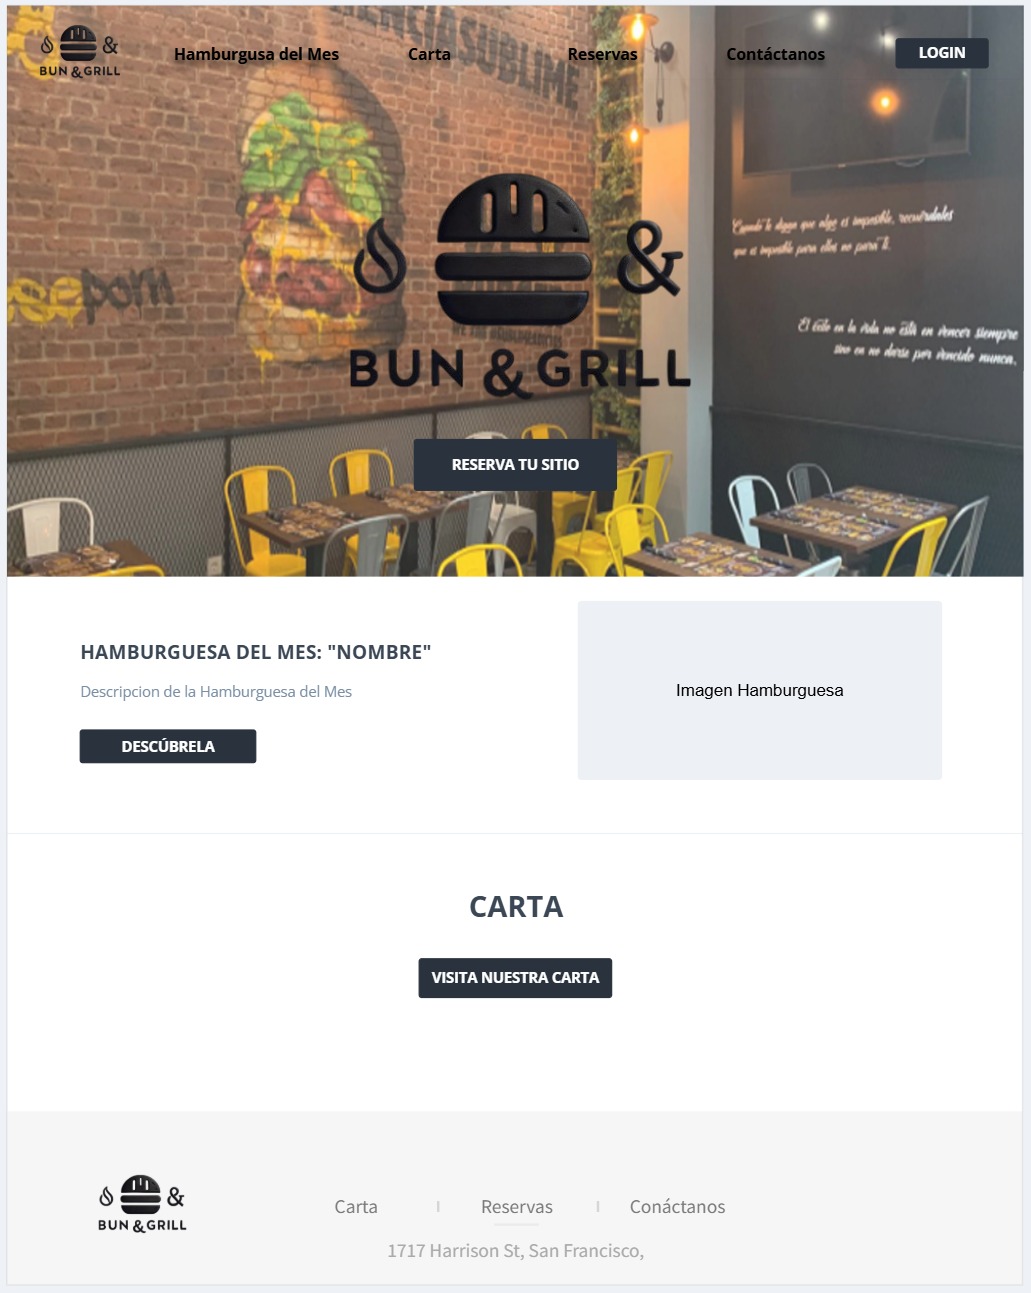 BUN & GRILL
Hamburgusa del Mes
Carta
Reservas
Contáctanos
LOGIN
Cuando te digan que algo es imposible, recuérdales
que es imposible para ellos no para ti.
porn
El éxito en la vida no está en vencer siempre
sino en no darse por vencido nunca.
&
BUN & GRILL
RESERVA TU SITIO
HAMBURGUESA DEL MES: "NOMBRE"
Descripcion de la Hamburguesa del Mes
Imagen Hamburguesa
DESCÚBRELA
CARTA
VISITA NUESTRA CARTA
&
BUN & GRILL
Carta
Reservas
Conáctanos
1717 Harrison St, San Francisco,